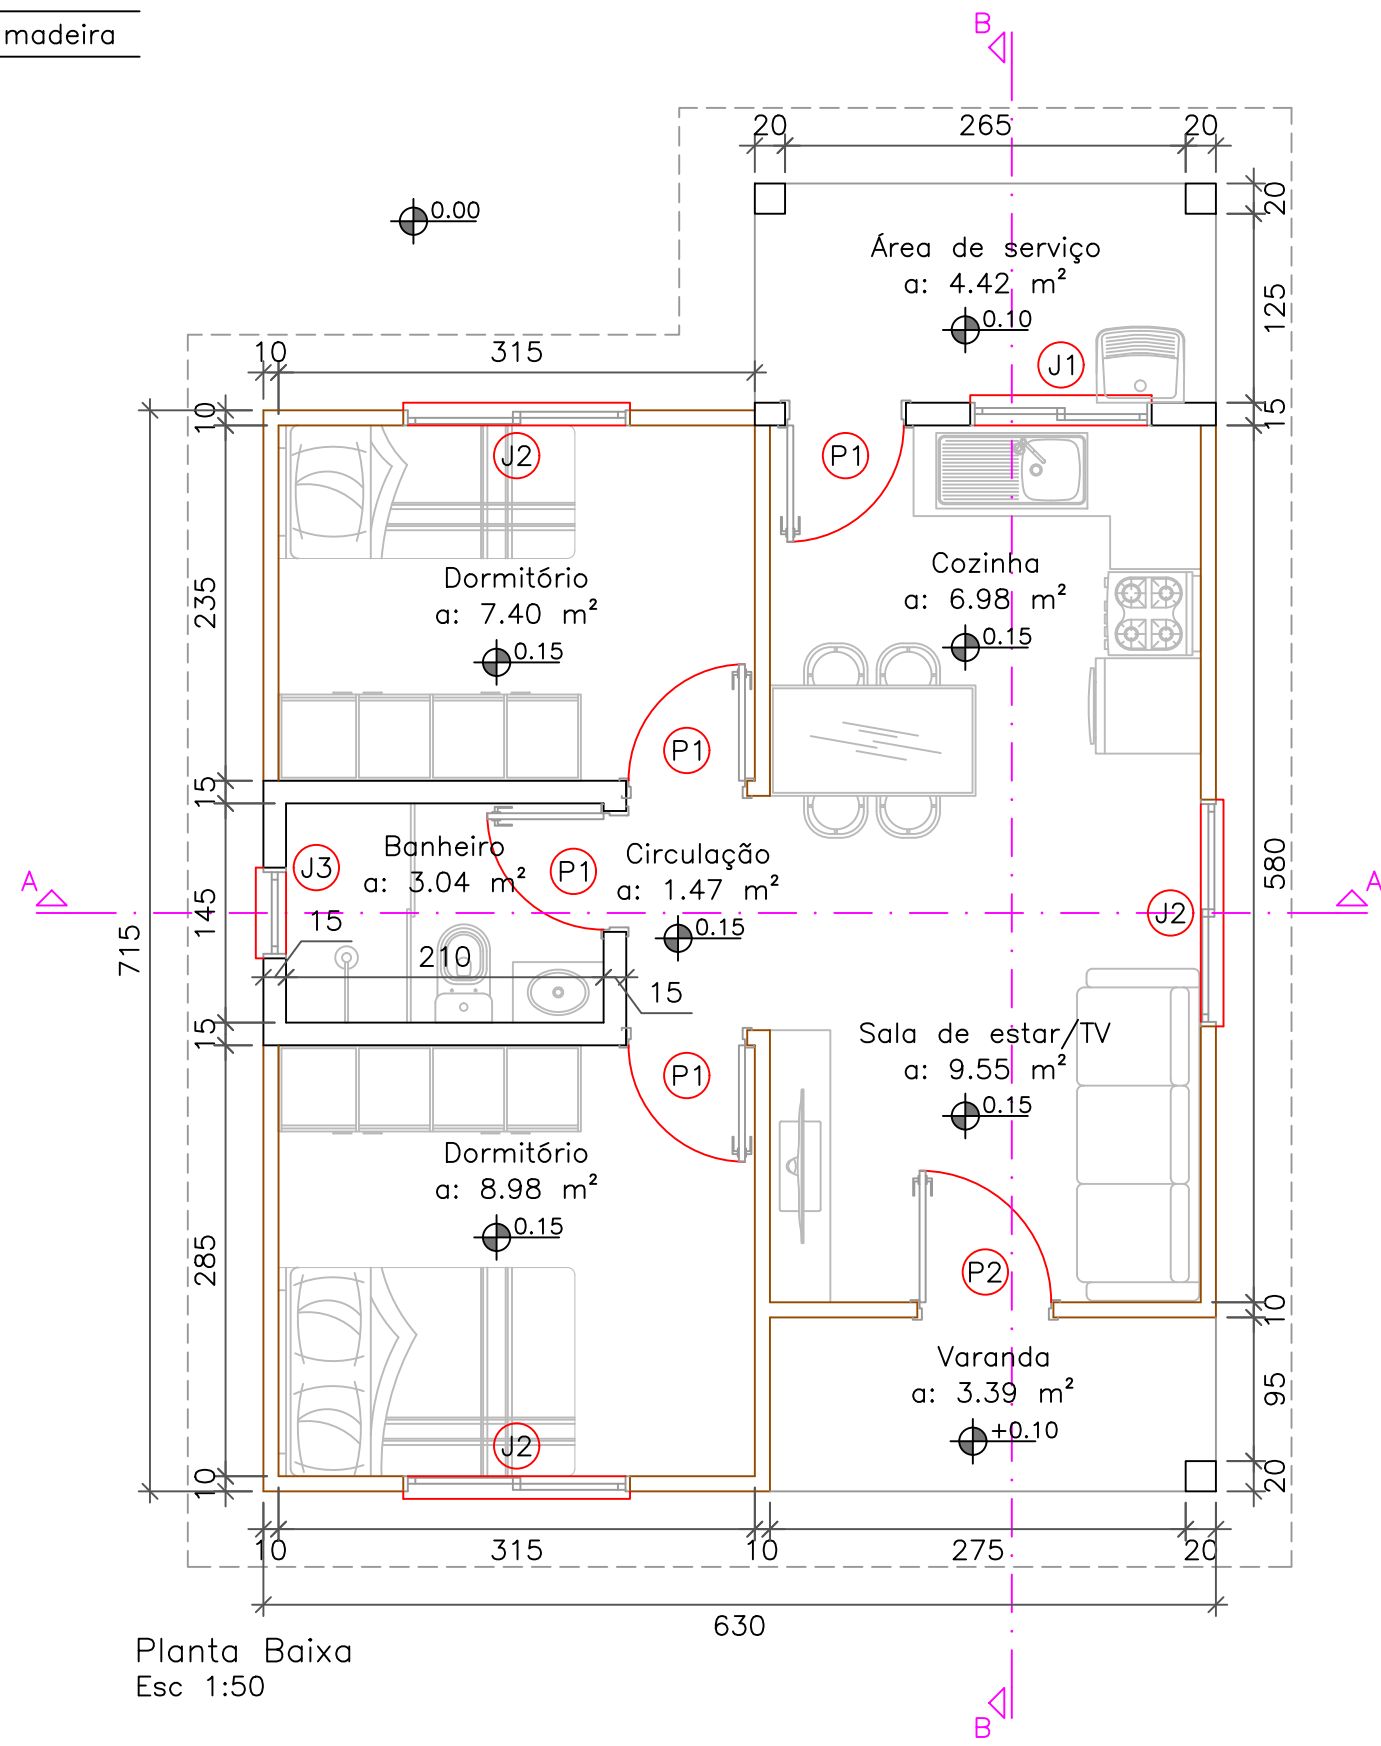 madeira
B
20
265
20
0.00
20
Área de serviço
a: 4.42 m²
0.10
125
10
315
J1
10
15
J2
P1
Cozinha
a: 6.98 m²
0.15
Dormitório
a: 7.40 m²
0.15
235
P1
15
Banheiro
a: 3.04 m²
J3
P1
Circulação
a: 1.47 m²
0.15
580
A
A
J2
145
15
210
15
715
15
Sala de estar/TV
a: 9.55 m²
0.15
P1
Dormitório
a: 8.98 m²
0.15
285
P2
10
Varanda
a: 3.39 m²
+0.10
95
J2
10
20
10
315
10
275
20
630
Planta Baixa
Esc 1:50
B